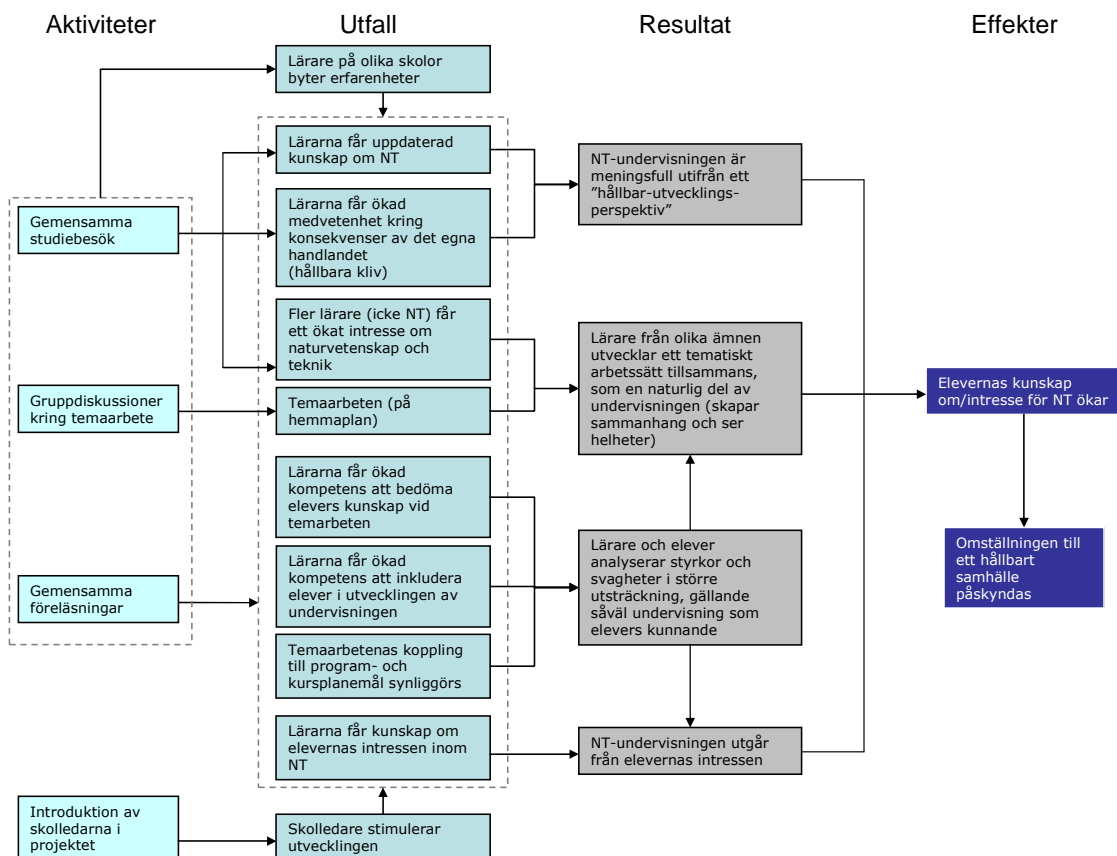 Aktiviteter
Utfall
Resultat
Effekter
Lärare på olika skolor
byter erfarenheter
Lärarna får uppdaterad
kunskap om NT
NT-undervisningen är
meningsfull utifrån ett
”hållbar-utvecklings-
perspektiv”
Gemensamma
studiebesök
Lärarna får ökad
medvetenhet kring
konsekvenser av det egna
handlandet
(hållbara kliv)
Fler lärare (icke NT) får
ett ökat intresse om
naturvetenskap och
teknik
Lärare från olika ämnen
utvecklar ett tematiskt
arbetssätt tillsammans,
som en naturlig del av
undervisningen (skapar
sammanhang och ser
helheter)
Elevernas kunskap
om/intresse för NT ökar
Gruppdiskussioner
kring temaarbete
Temaarbeten (på
hemmaplan)
Lärarna får ökad
kompetens att bedöma
elevers kunskap vid
temarbeten
Lärare och elever
analyserar styrkor och
svagheter i större
utsträckning, gällande
såväl undervisning som
elevers kunnande
Omställningen till
ett hållbart
samhälle
påskyndas
Gemensamma
föreläsningar
Lärarna får ökad
kompetens att inkludera
elever i utvecklingen av
undervisningen
Temaarbetenas koppling
till program- och
kursplanemål synliggörs
Lärarna får kunskap om
elevernas intressen inom
NT
NT-undervisningen utgår
från elevernas intressen
Introduktion av
skolledarna i
projektet
Skolledare stimulerar
utvecklingen